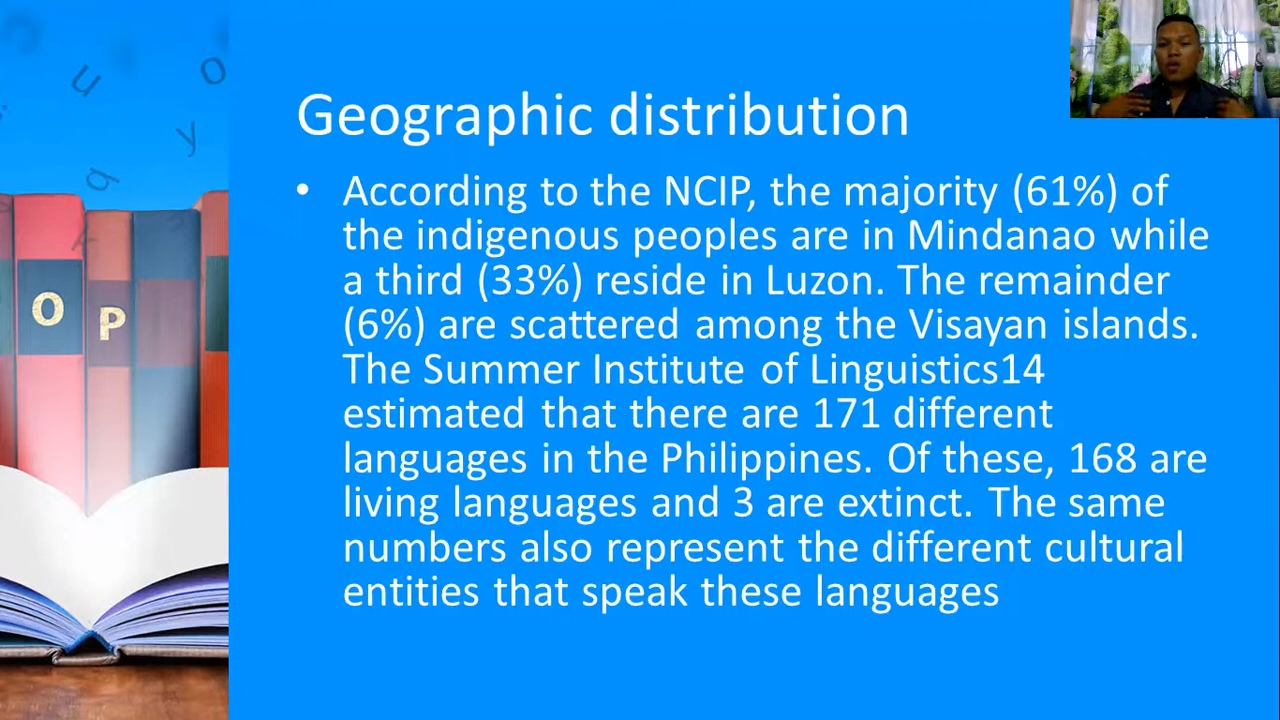 Geographic distribution
• According to the NCIP, the majority (61%) of
the indigenous peoples are in Mindanao while
a third (33%) reside in Luzon. The remainder
(6%) are scattered among the Visayan islands.
The Summer Institute of Linguistics14
estimated that there are 171 different
languages in the Philippines. Of these, 168 are
living languages and 3 are extinct. The same
numbers also represent the different cultural
entities that speak these languages
u
o
y
O
P